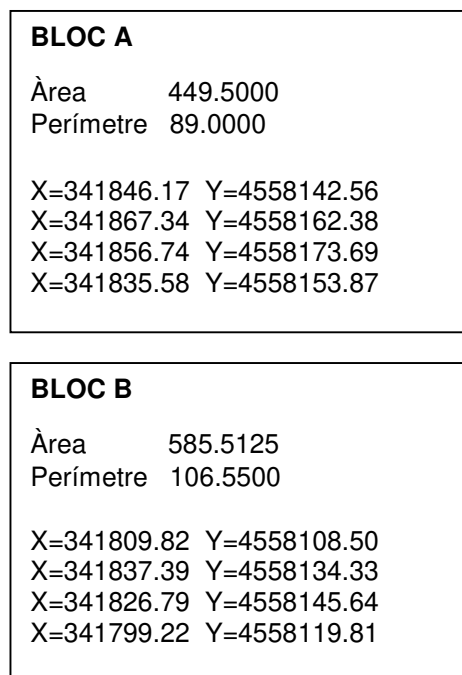 BLOC A
Àrea 449.5000
Perímetre 89.0000
X=341846.17 Y=4558142.56
X=341867.34 Y=4558162.38
X=341856.74 Y=4558173.69
X=341835.58 Y=4558153.87
BLOC B
Àrea 585.5125
Perímetre 106.5500
X=341809.82 Y=4558108.50
X=341837.39 Y=4558134.33
X=341826.79 Y=4558145.64
X=341799.22 Y=4558119.81